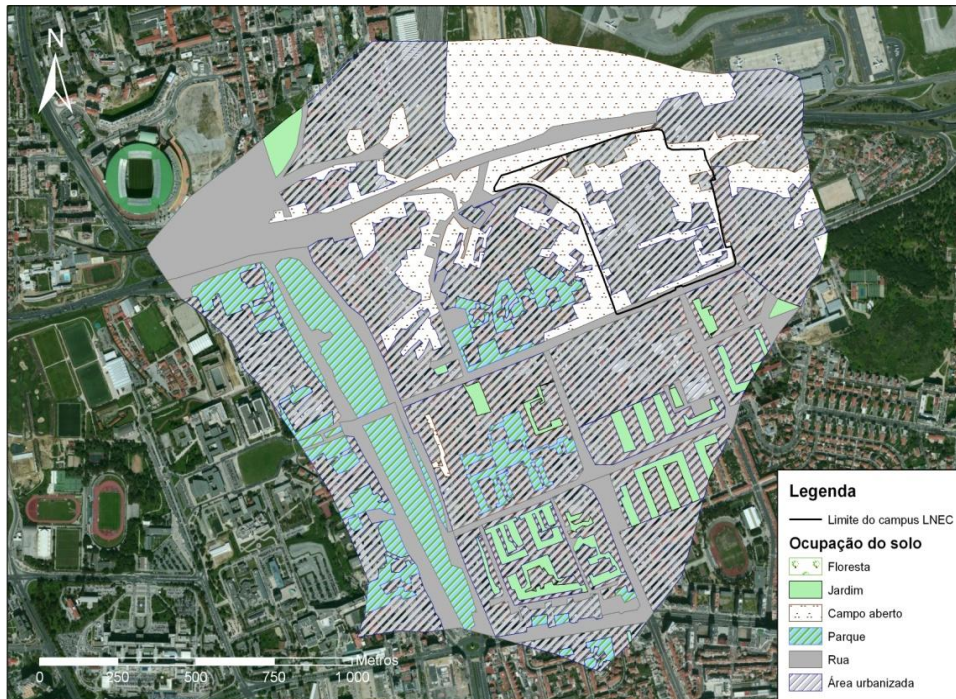 N
0 250 500 750 1 000
Metros
Legenda
Limite do campus LNEC
Ocupação do solo
Floresta
Jardim
Campo aberto
Parque
Rua
Área urbanizada